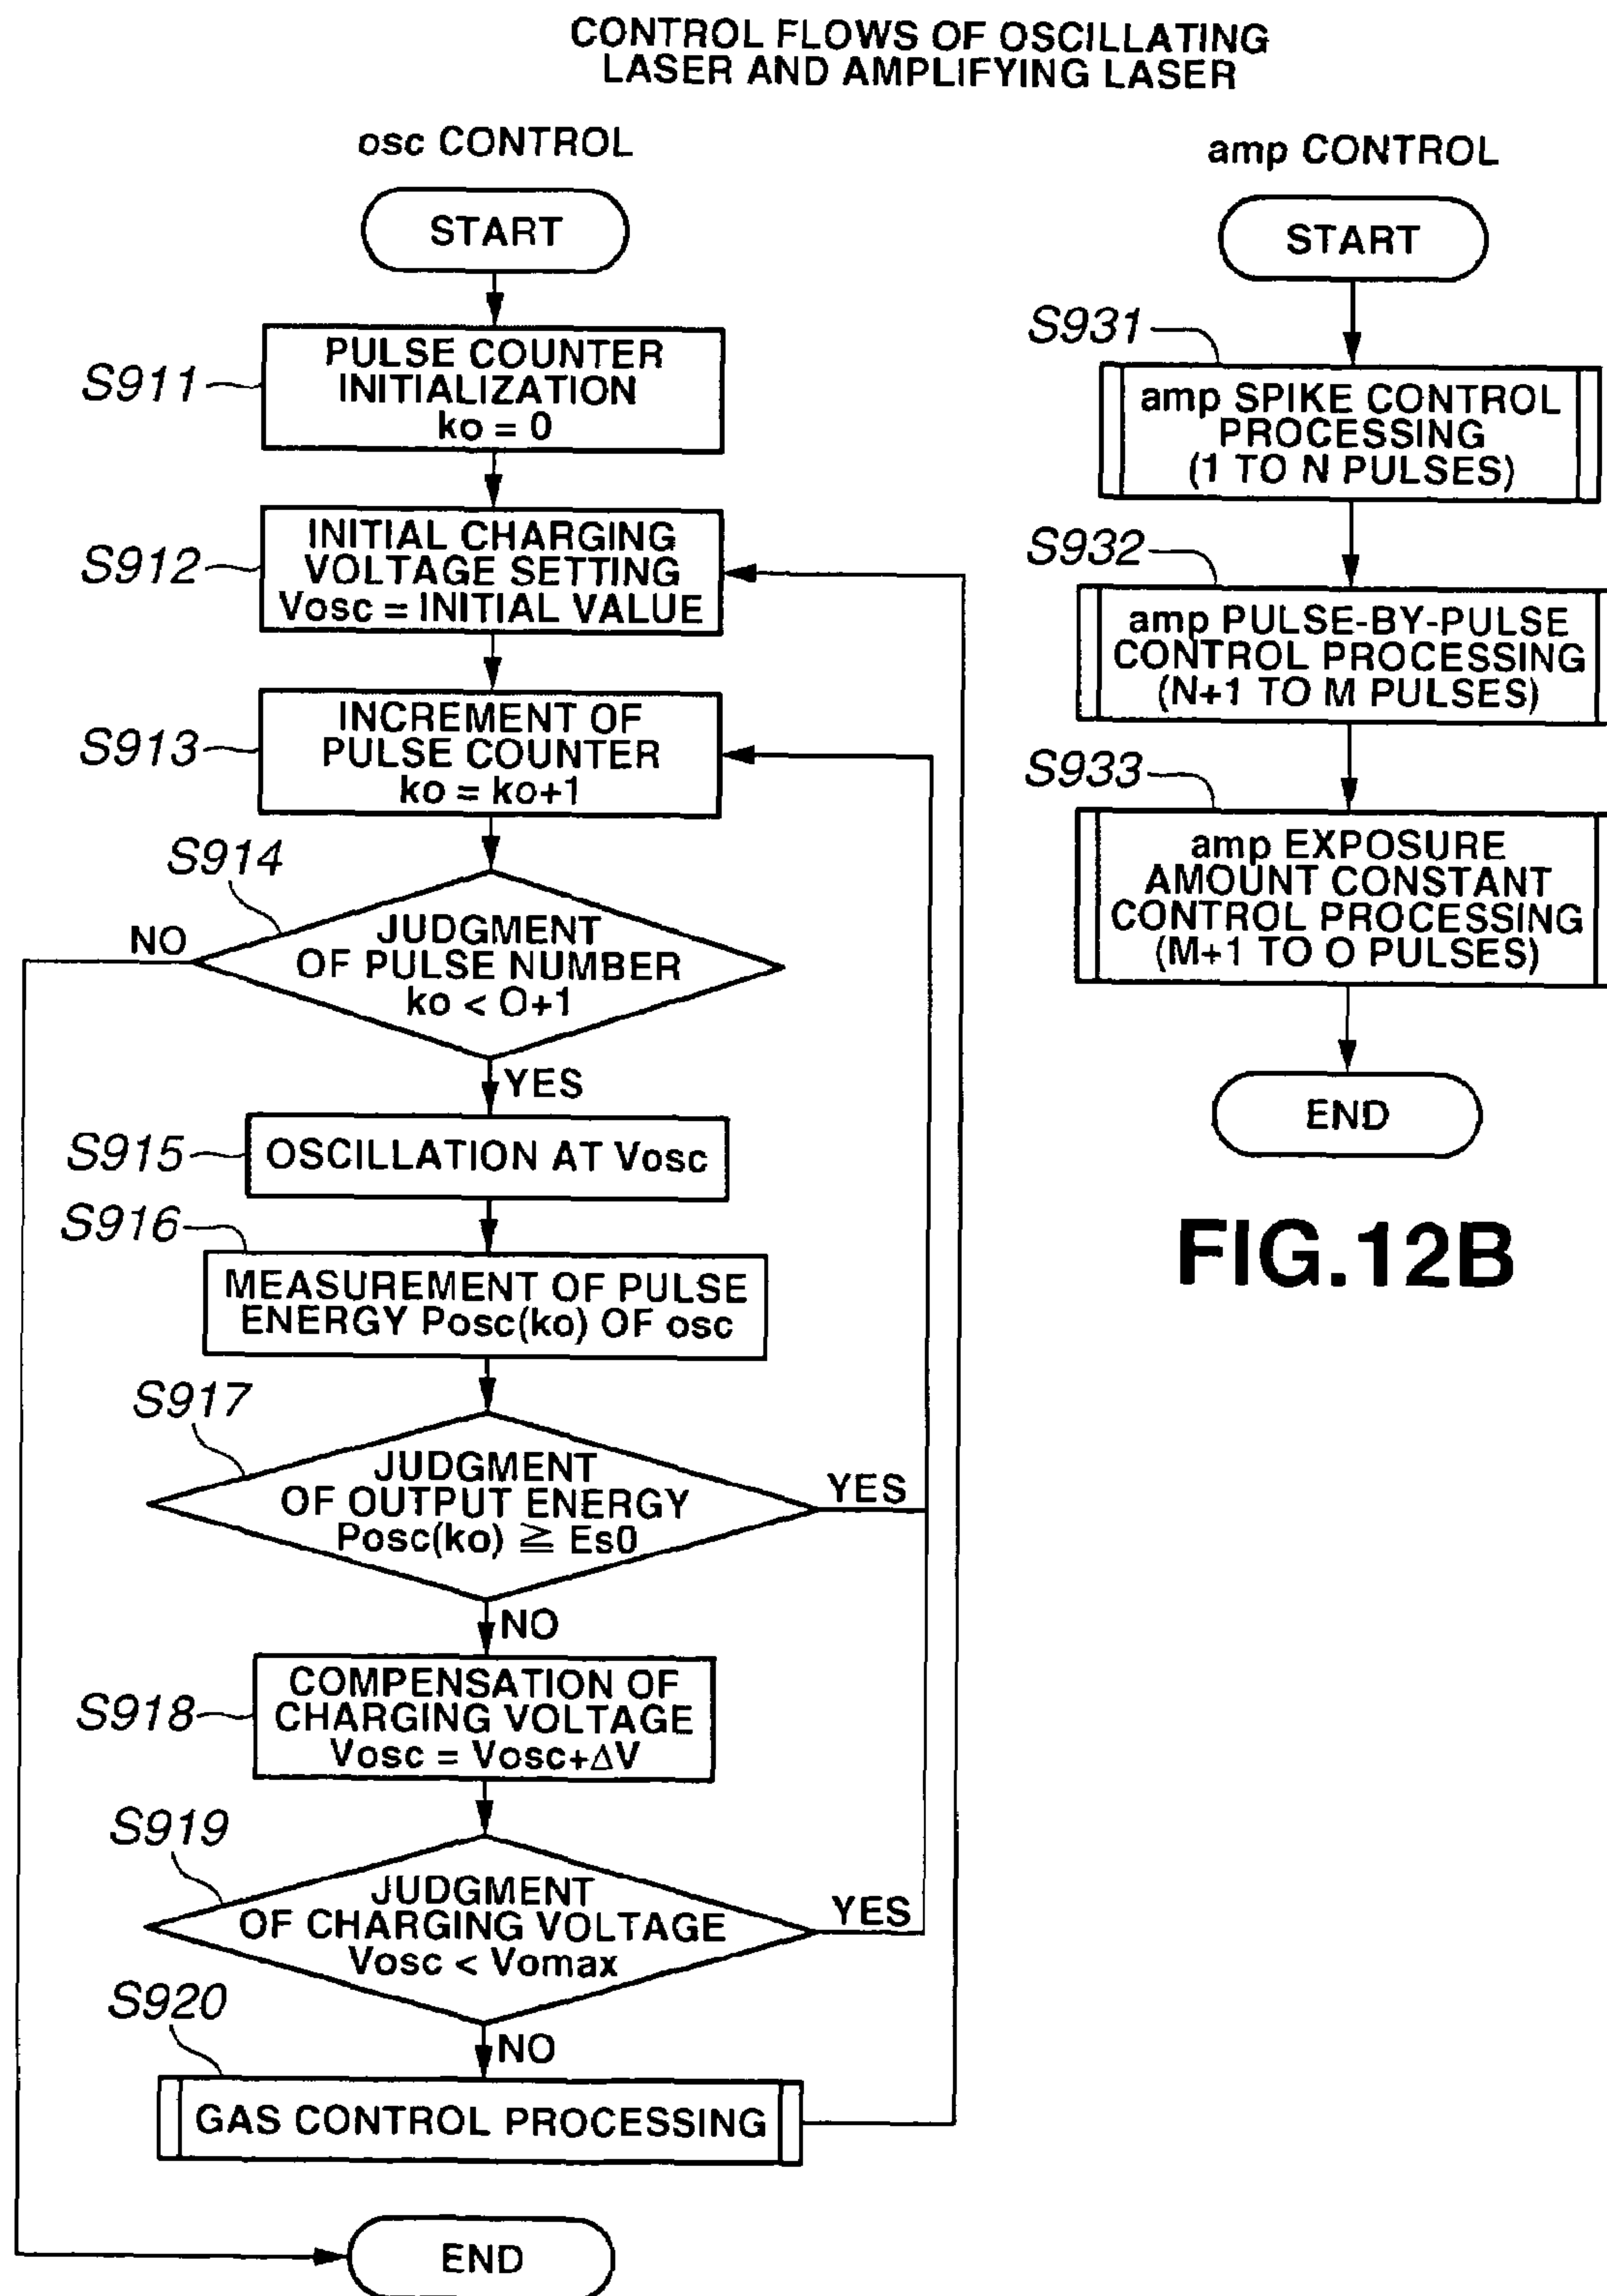 CONTROL FLOWS OF OSCILLATING
LASER AND AMPLIFYING LASER
osc CONTROL
START
S911
PULSE COUNTER
INITIALIZATION
ko = 0
S912
INITIAL CHARGING
VOLTAGE SETTING
Vosc = INITIAL VALUE
S913
INCREMENT OF
PULSE COUNTER
ko = ko+1
S914
JUDGMENT
OF PULSE NUMBER
ko < O+1
NO
YES
S915
OSCILLATION AT Vosc
S916
MEASUREMENT OF PULSE
ENERGY Posc(ko) OF osc
S917
JUDGMENT
OF OUTPUT ENERGY
Posc(ko) ≧ Es0
YES
NO
S918
COMPENSATION OF
CHARGING VOLTAGE
Vosc = Vosc+ΔV
S919
JUDGMENT
OF CHARGING VOLTAGE
Vosc < Vomax
YES
NO
S920
GAS CONTROL PROCESSING
END
amp CONTROL
START
S931
amp SPIKE CONTROL
PROCESSING
(1 TO N PULSES)
S932
amp PULSE-BY-PULSE
CONTROL PROCESSING
(N+1 TO M PULSES)
S933
amp EXPOSURE
AMOUNT CONSTANT
CONTROL PROCESSING
(M+1 TO O PULSES)
END
FIG.12B